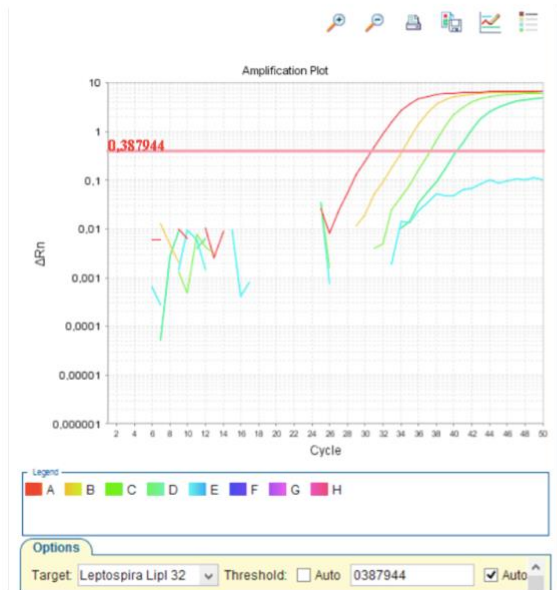 Amplification Plot
10
1
0,387944
0,1
0,01
0,001
0,0001
0,00001
0,000001
ΔRn
2 4 6 8 10 12 14 16 18 20 22 24 26 28 30 32 34 36 38 40 42 44 46 48 50
Cycle
Legend
A B C D E F G H
Options
Target: Leptospira Lipl 32 Threshold: Auto 0387944 Auto